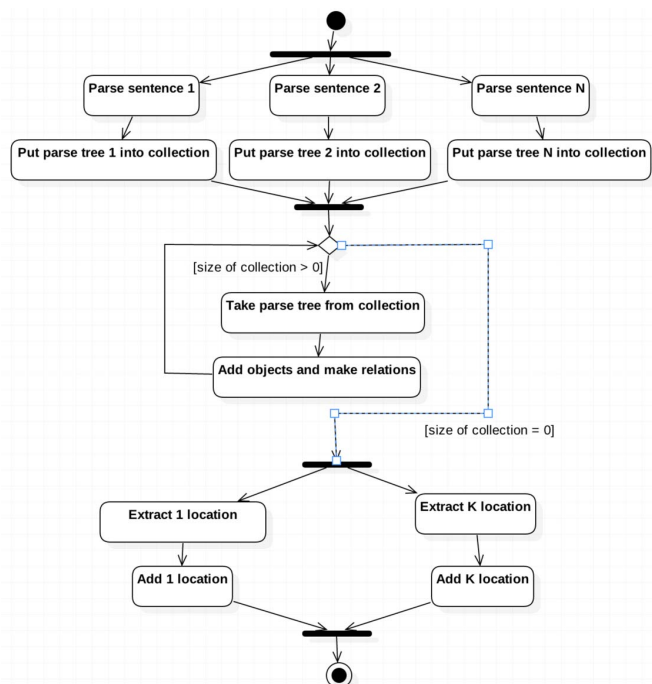 Parse sentence 1
Parse sentence 2
Parse sentence N
Put parse tree 1 into collection
Put parse tree 2 into collection
Put parse tree N into collection
[size of collection > 0]
Take parse tree from collection
Add objects and make relations
[size of collection = 0]
Extract 1 location
Extract K location
Add 1 location
Add K location